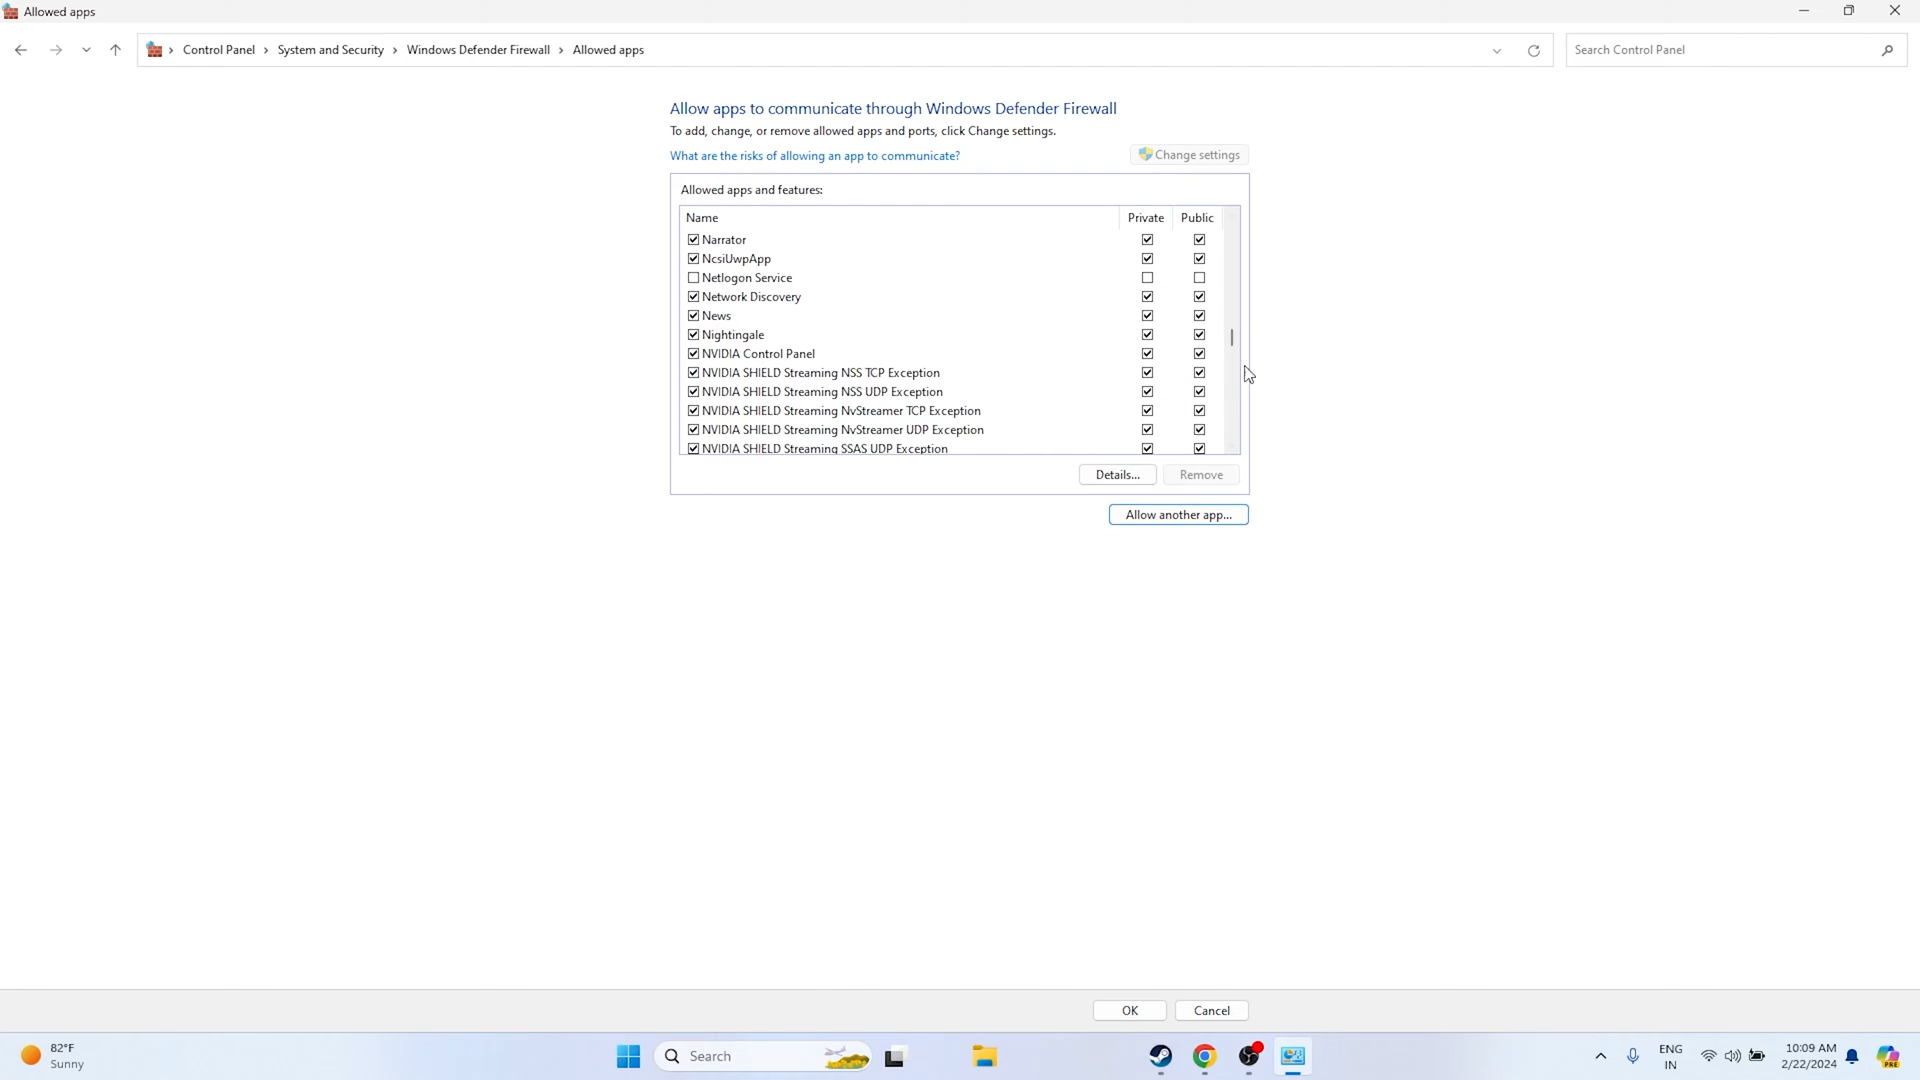 Allowed apps
Control Panel > System and Security > Windows Defender Firewall > Allowed apps
Search Control Panel
Allow apps to communicate through Windows Defender Firewall
To add, change, or remove allowed apps and ports, click Change settings.
What are the risks of allowing an app to communicate?
Change settings
Allowed apps and features:
Name Private Public
Narrator
NcsiUwpApp
Netlogon Service
Network Discovery
News
Nightingale
NVIDIA Control Panel
NVIDIA SHIELD Streaming NSS TCP Exception
NVIDIA SHIELD Streaming NSS UDP Exception
NVIDIA SHIELD Streaming NvStreamer TCP Exception
NVIDIA SHIELD Streaming NvStreamer UDP Exception
NVIDIA SHIELD Streaming SSAS UDP Exception
Details... Remove
Allow another app...
OK Cancel
82°F
Sunny
Search
ENG
IN
10:09 AM
2/22/2024
PRE